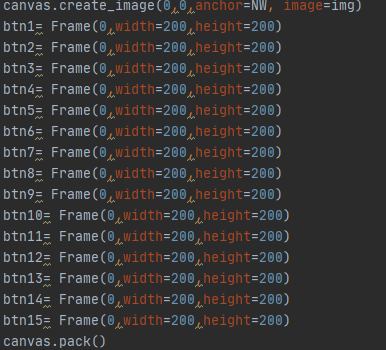 canvas.create_image(0,0,anchor=NW, image=img)
btn1= Frame(0,width=200,height=200)
btn2= Frame(0,width=200,height=200)
btn3= Frame(0,width=200,height=200)
btn4= Frame(0,width=200,height=200)
btn5= Frame(0,width=200,height=200)
btn6= Frame(0,width=200,height=200)
btn7= Frame(0,width=200,height=200)
btn8= Frame(0,width=200,height=200)
btn9= Frame(0,width=200,height=200)
btn10= Frame(0,width=200,height=200)
btn11= Frame(0,width=200,height=200)
btn12= Frame(0,width=200,height=200)
btn13= Frame(0,width=200,height=200)
btn14= Frame(0,width=200,height=200)
btn15= Frame(0,width=200,height=200)
canvas.pack()